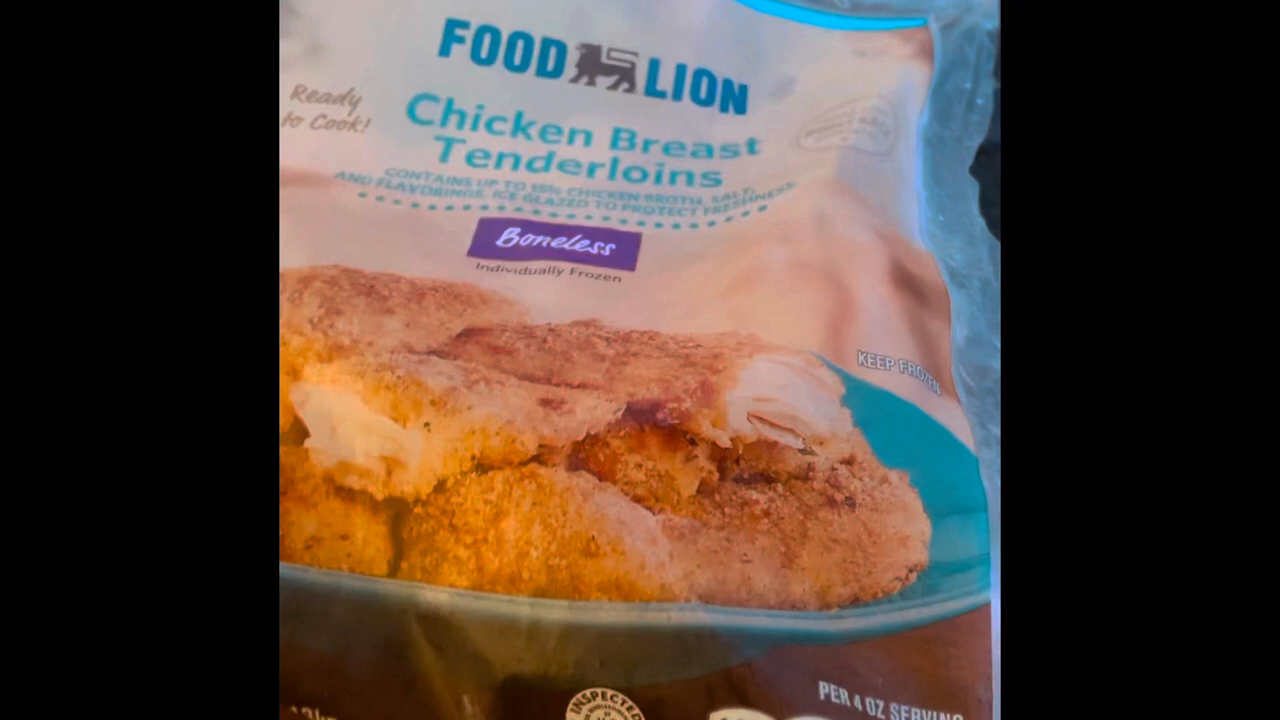 FOOD LION
Ready
to Cook!
Chicken Breast
Tenderloins
CONTAINS UP TO 15% CHICKEN BROTH, SALT,
AND FLAVORINGS. ICE GLAZED TO PROTECT FRESHNESS
Boneless
Individually Frozen
KEEP FROZEN
INSPECTED
PER 4 OZ SERVING